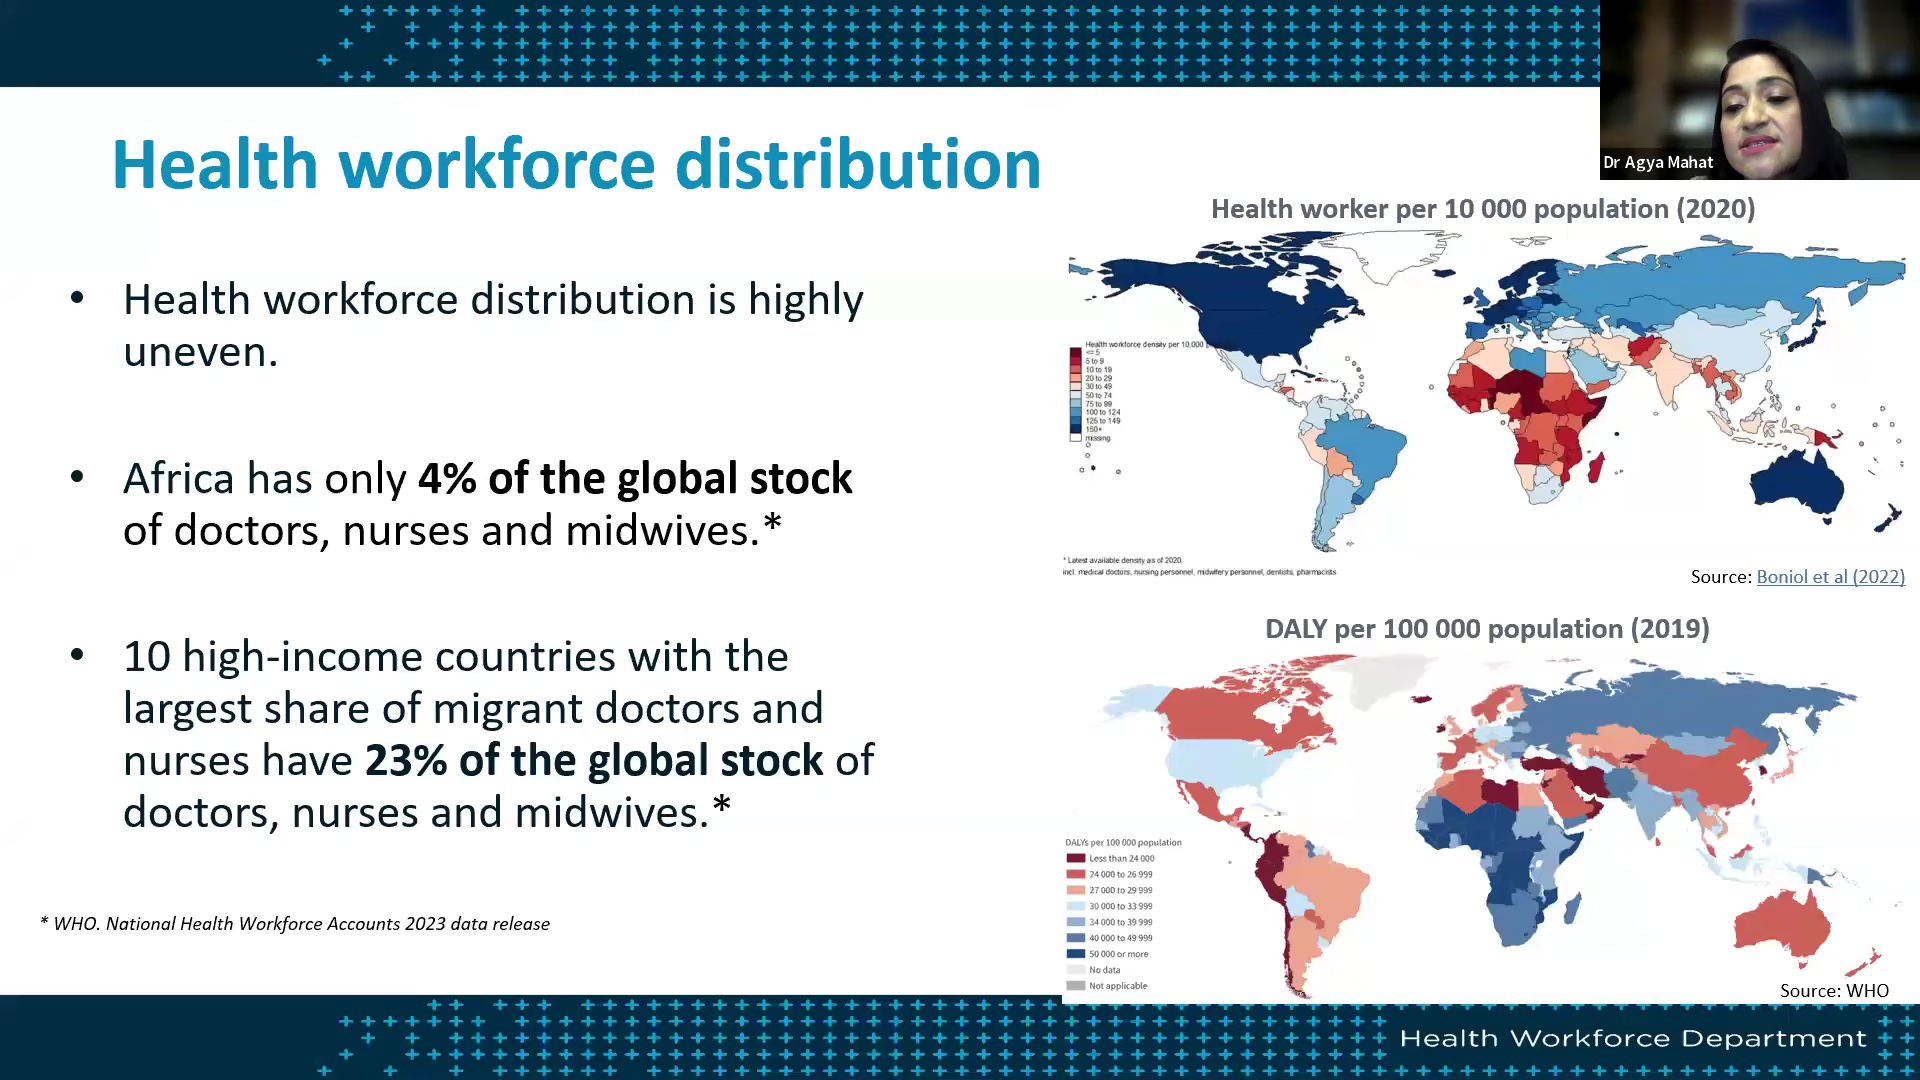 Dr Agya Mahat
Health workforce distribution
• Health workforce distribution is highly
uneven.
• Africa has only 4% of the global stock
of doctors, nurses and midwives.*
• 10 high-income countries with the
largest share of migrant doctors and
nurses have 23% of the global stock of
doctors, nurses and midwives.*
* WHO. National Health Workforce Accounts 2023 data release
Health worker per 10 000 population (2020)
Health workforce density per 10,000
<= 5
5 to 9
10 to 19
20 to 29
30 to 49
50 to 74
75 to 99
100 to 124
125 to 149
150+
missing
* Latest available density as of 2020.
incl. medical doctors, nursing personnel, midwifery personnel, dentists, pharmacists
Source: Boniol et al (2022)
DALY per 100 000 population (2019)
DALYs per 100 000 population
Less than 24 000
24 000 to 26 999
27 000 to 29 999
30 000 to 33 999
34 000 to 39 999
40 000 to 49 999
50 000 or more
No data
Not applicable
Source: WHO
Health Workforce Department